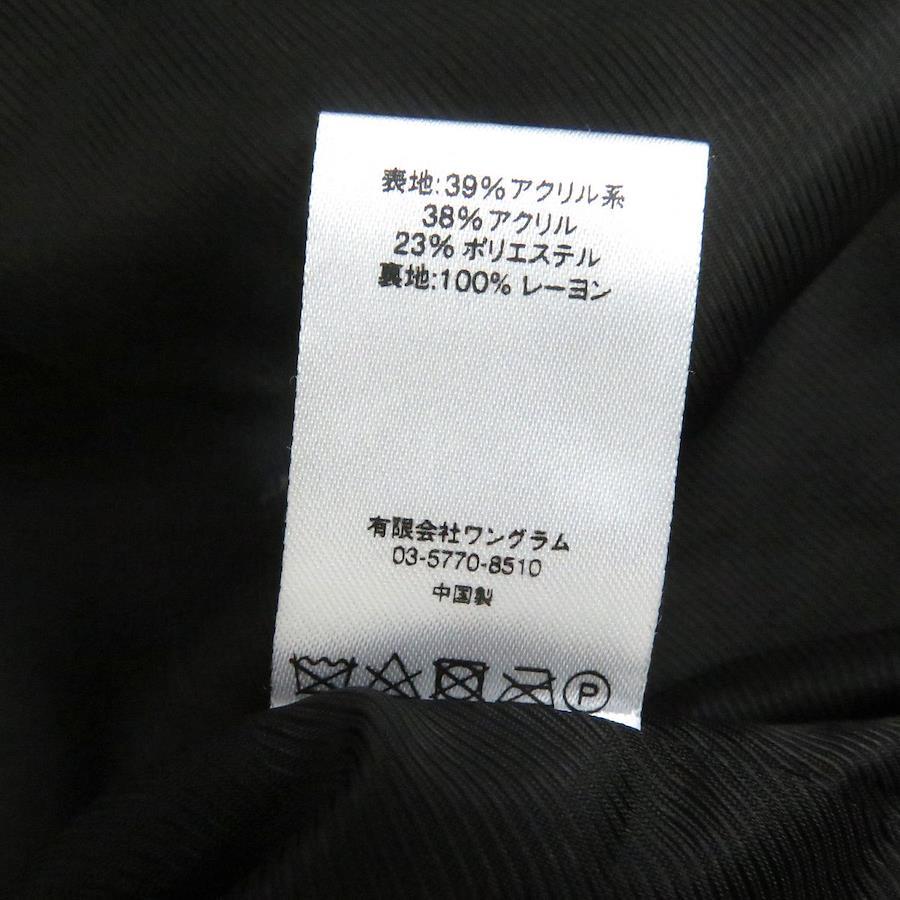 表地:39%アクリル系
38%アクリル
23% ポリエステル
裏地:100% レーヨン
有限会社ワングラム
03-5770-8510
中国製
P